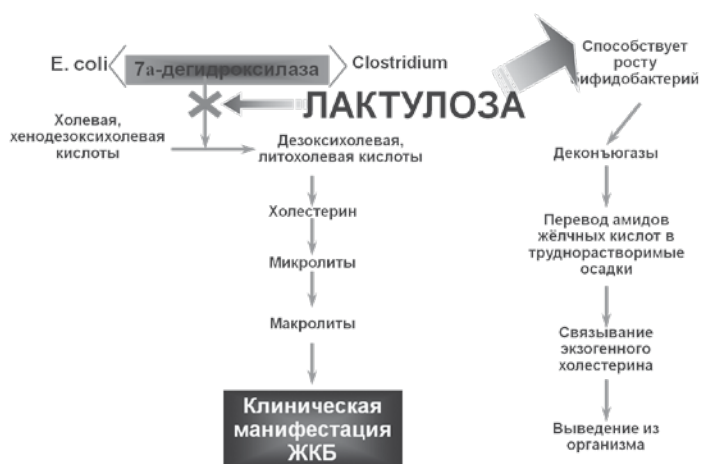 E. coli
7а-дегидроксилаза
Clostridium
ЛАКТУЛОЗА
Способствует
росту
бифидобактерий
Холевая,
хенодезоксихолевая
кислоты
Дезоксихолевая,
литохолевая кислоты
Холестерин
Микролиты
Макролиты
Клиническая
манифестация
ЖКБ
Деконъюгазы
Перевод амидов
жёлчных кислот в
труднорастворимые
осадки
Связывание
экзогенного
холестерина
Выведение из
организма